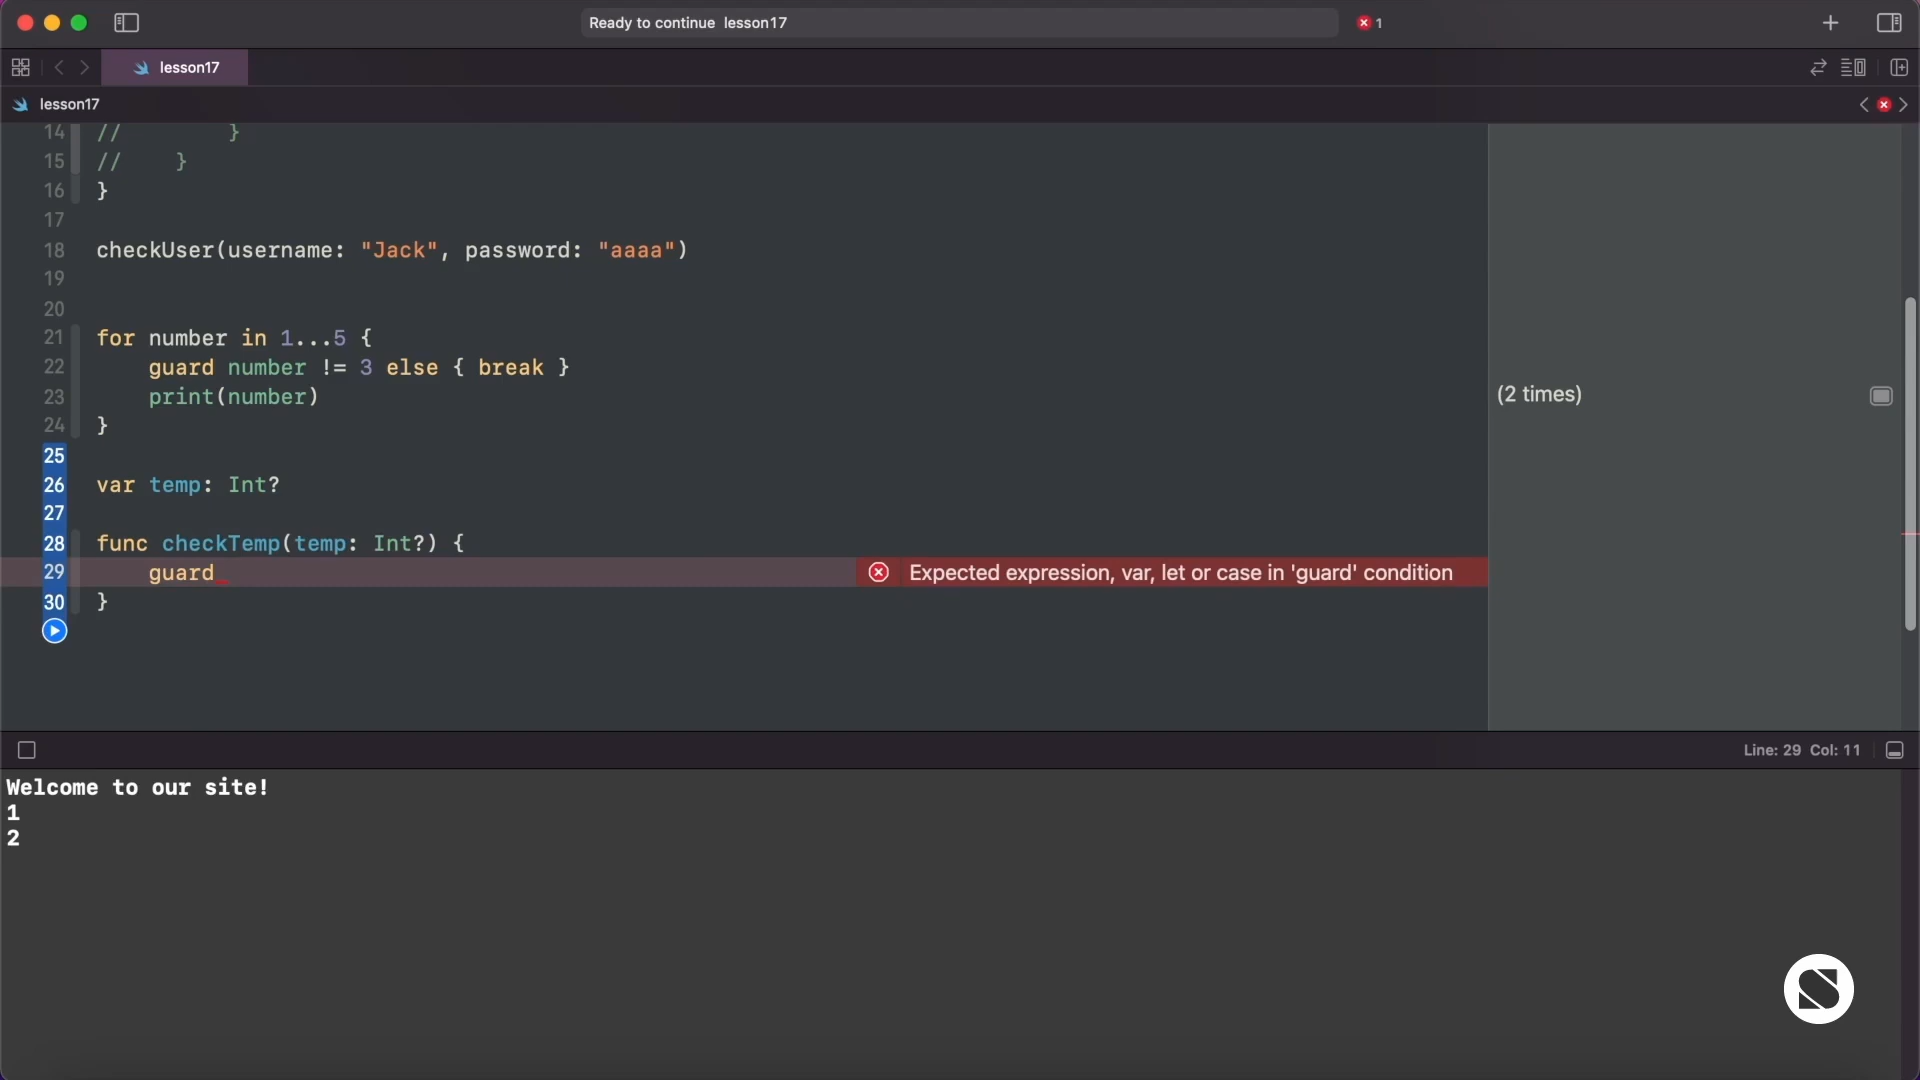 Ready to continue lesson17
1
lesson17
lesson17
14 // }
15 // }
16 }
17
18 checkUser(username: "Jack", password: "aaaa")
19
20
21 for number in 1...5 {
22 guard number != 3 else { break }
23 print(number)
(2 times)
24 }
25
26 var temp: Int?
27
28 func checkTemp(temp: Int?) {
29 guard
Expected expression, var, let or case in 'guard' condition
30 }
Line: 29 Col: 11
Welcome to our site!
1
2